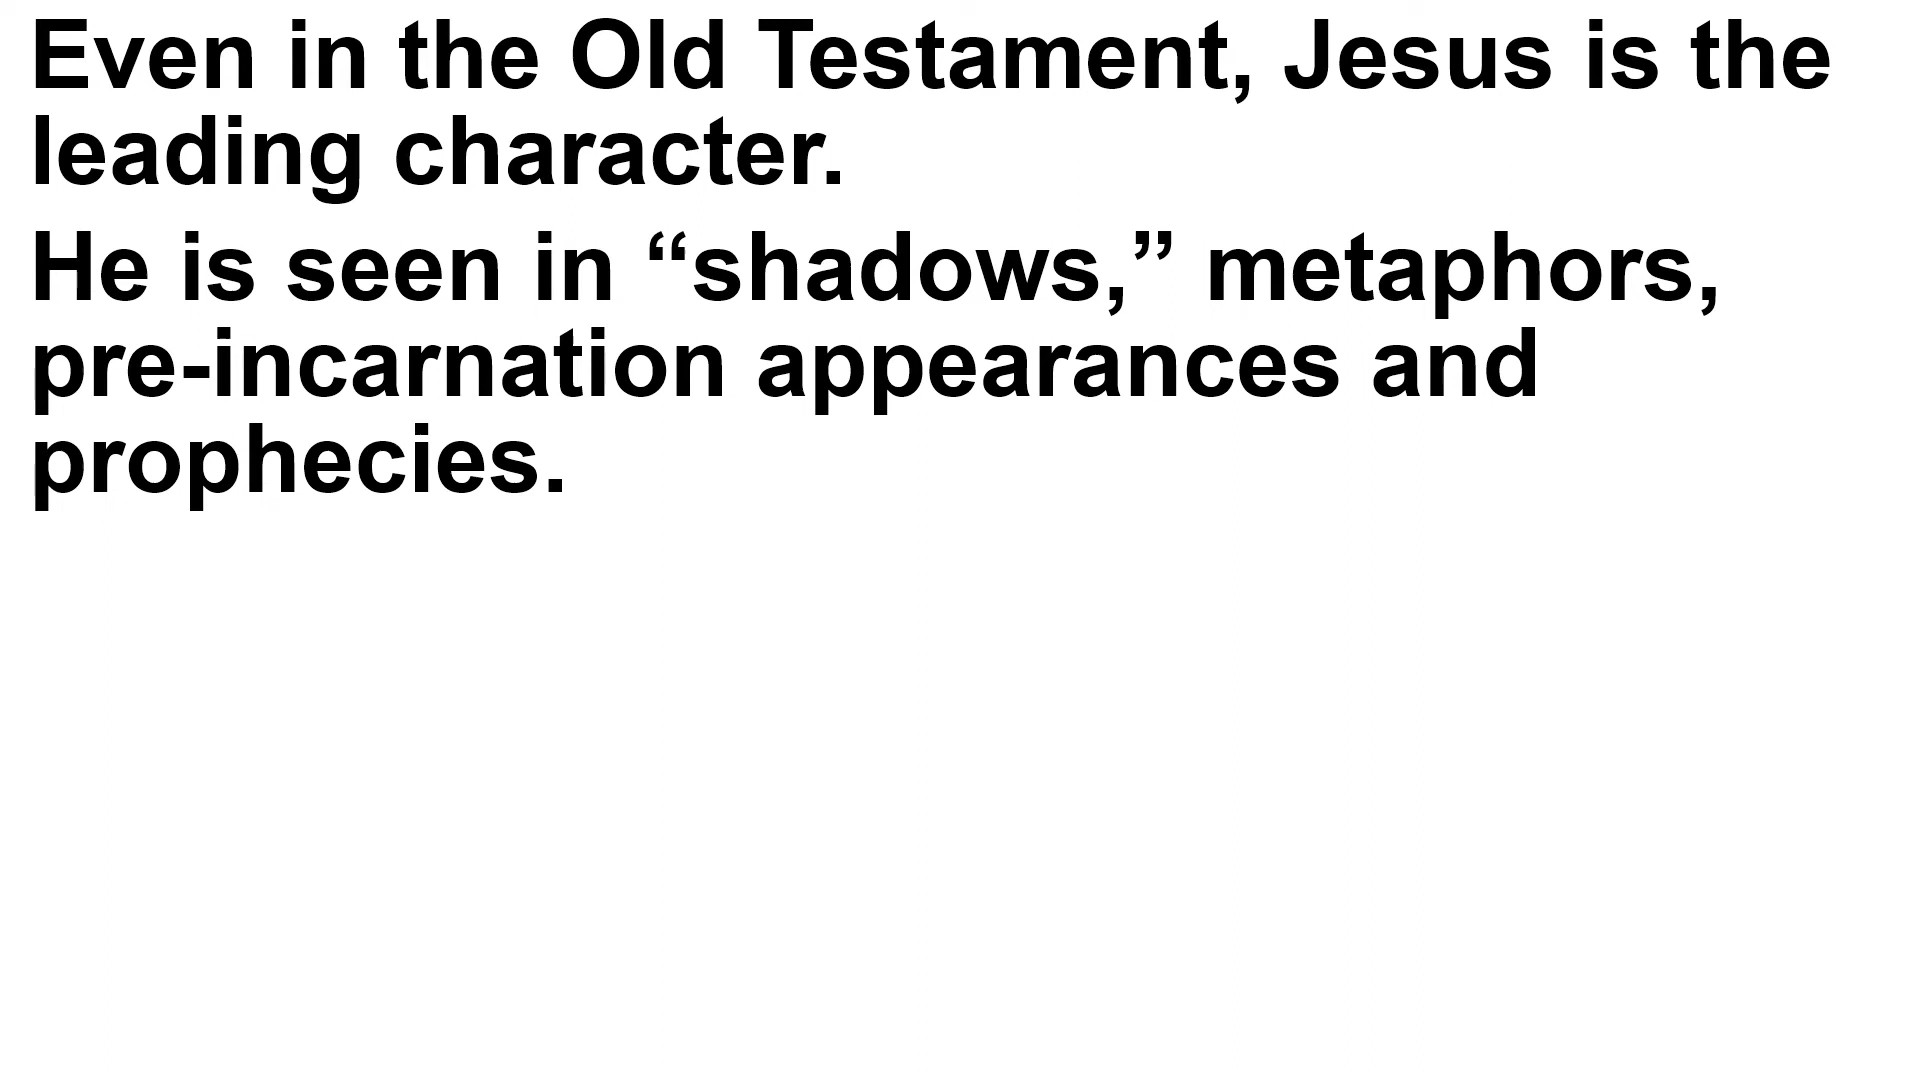 Even in the Old Testament, Jesus is the
leading character.
He is seen in “shadows,” metaphors,
pre-incarnation appearances and
prophecies.